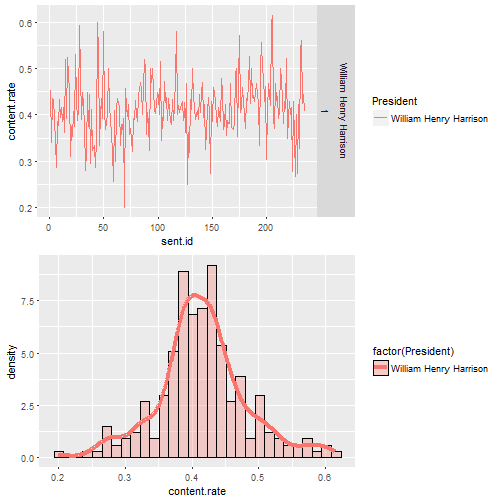 0.6
0.5
0.4
0.3
0.2
content.rate
0
50
100
150
200
sent.id
William Henry Harrison
1
President
William Henry Harrison
7.5
5.0
2.5
0.0
density
0.2
0.3
0.4
0.5
0.6
content.rate
factor(President)
William Henry Harrison